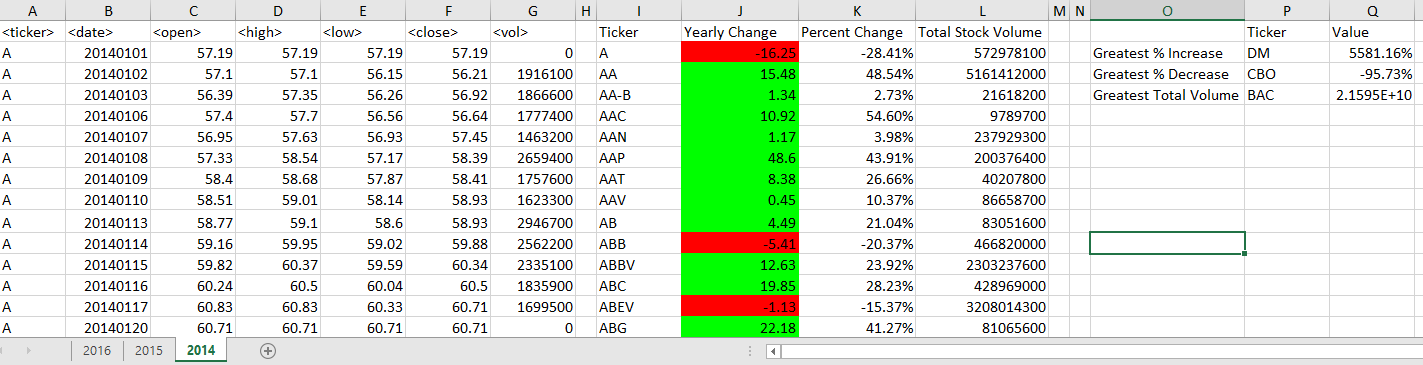 A B C D E F G H I J K L M N O P Q
<ticker> <date> <open> <high> <low> <close> <vol> Ticker Yearly Change Percent Change Total Stock Volume Ticker Value
A 20140101 57.19 57.19 57.19 57.19 0 A -16.25 -28.41% 572978100 Greatest % Increase DM 5581.16%
A 20140102 57.1 57.1 56.15 56.21 1916100 AA 15.48 48.54% 5161412000 Greatest % Decrease CBO -95.73%
A 20140103 56.39 57.35 56.26 56.92 1866600 AA-B 1.34 2.73% 21618200 Greatest Total Volume BAC 2.1595E+10
A 20140106 57.4 57.7 56.56 56.64 1777400 AAC 10.92 54.60% 9789700
A 20140107 56.95 57.63 56.93 57.45 1463200 AAN 1.17 3.98% 237929300
A 20140108 57.33 58.54 57.17 58.39 2659400 AAP 48.6 43.91% 200376400
A 20140109 58.4 58.68 57.87 58.41 1757600 AAT 8.38 26.66% 40207800
A 20140110 58.51 59.01 58.14 58.93 1623300 AAV 0.45 10.37% 86658700
A 20140113 58.77 59.1 58.6 58.93 2946700 AB 4.49 21.04% 83051600
A 20140114 59.16 59.95 59.02 59.88 2562200 ABB -5.41 -20.37% 466820000
A 20140115 59.82 60.37 59.59 60.34 2335100 ABBV 12.63 23.92% 2303237600
A 20140116 60.24 60.5 60.04 60.5 1835900 ABC 19.85 28.23% 428969000
A 20140117 60.83 60.83 60.33 60.71 1699500 ABEV -1.13 -15.37% 3208014300
A 20140120 60.71 60.71 60.71 60.71 0 ABG 22.18 41.27% 81065600
2016 2015 2014